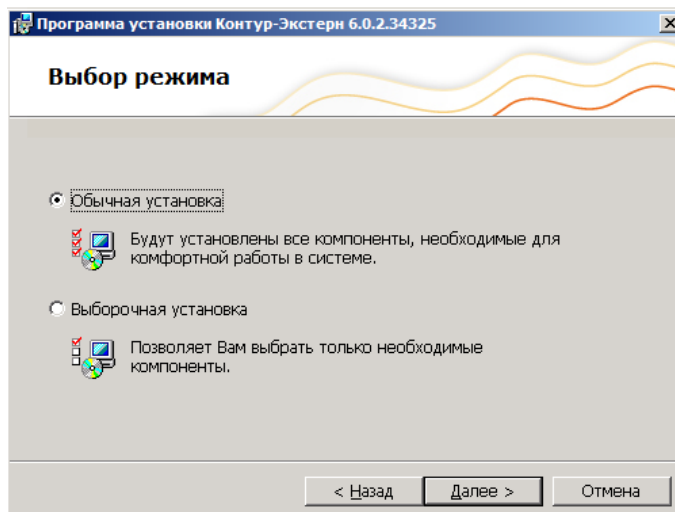 Программа установки Контур-Экстерн 6.0.2.34325
Выбор режима
Обычная установка
Будут установлены все компоненты, необходимые для
комфортной работы в системе.
Выборочная установка
Позволяет Вам выбрать только необходимые
компоненты.
< Назад Далее > Отмена